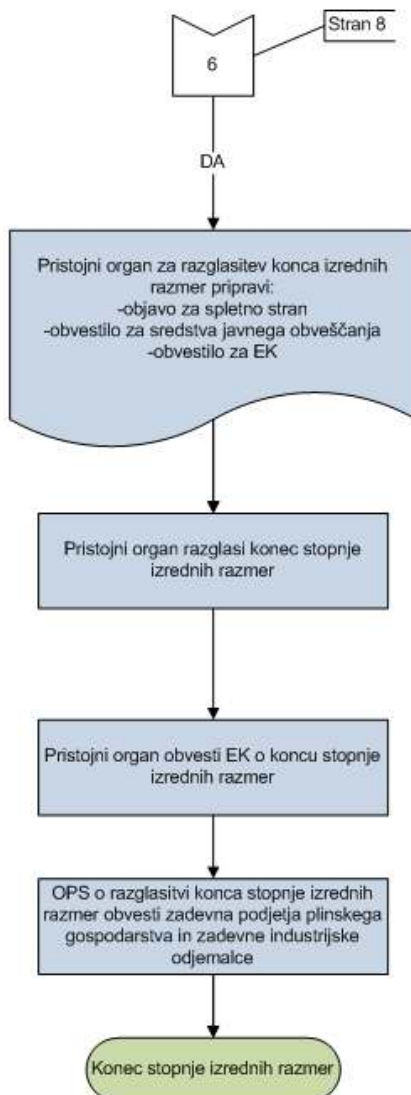 Stran 8
6
DA
Pristojni organ za razglasitev konca izrednih
razmer pripravi:
-objavo za spletno stran
-obvestilo za sredstva javnega obveščanja
-obvestilo za EK
Pristojni organ razglasi konec stopnje
izrednih razmer
Pristojni organ obvesti EK o koncu stopnje
izrednih razmer
OPS o razglasitvi konca stopnje izrednih
razmer obvesti zadevna podjetja plinskega
gospodarstva in zadevne industrijske
odjemalce
Konec stopnje izrednih razmer